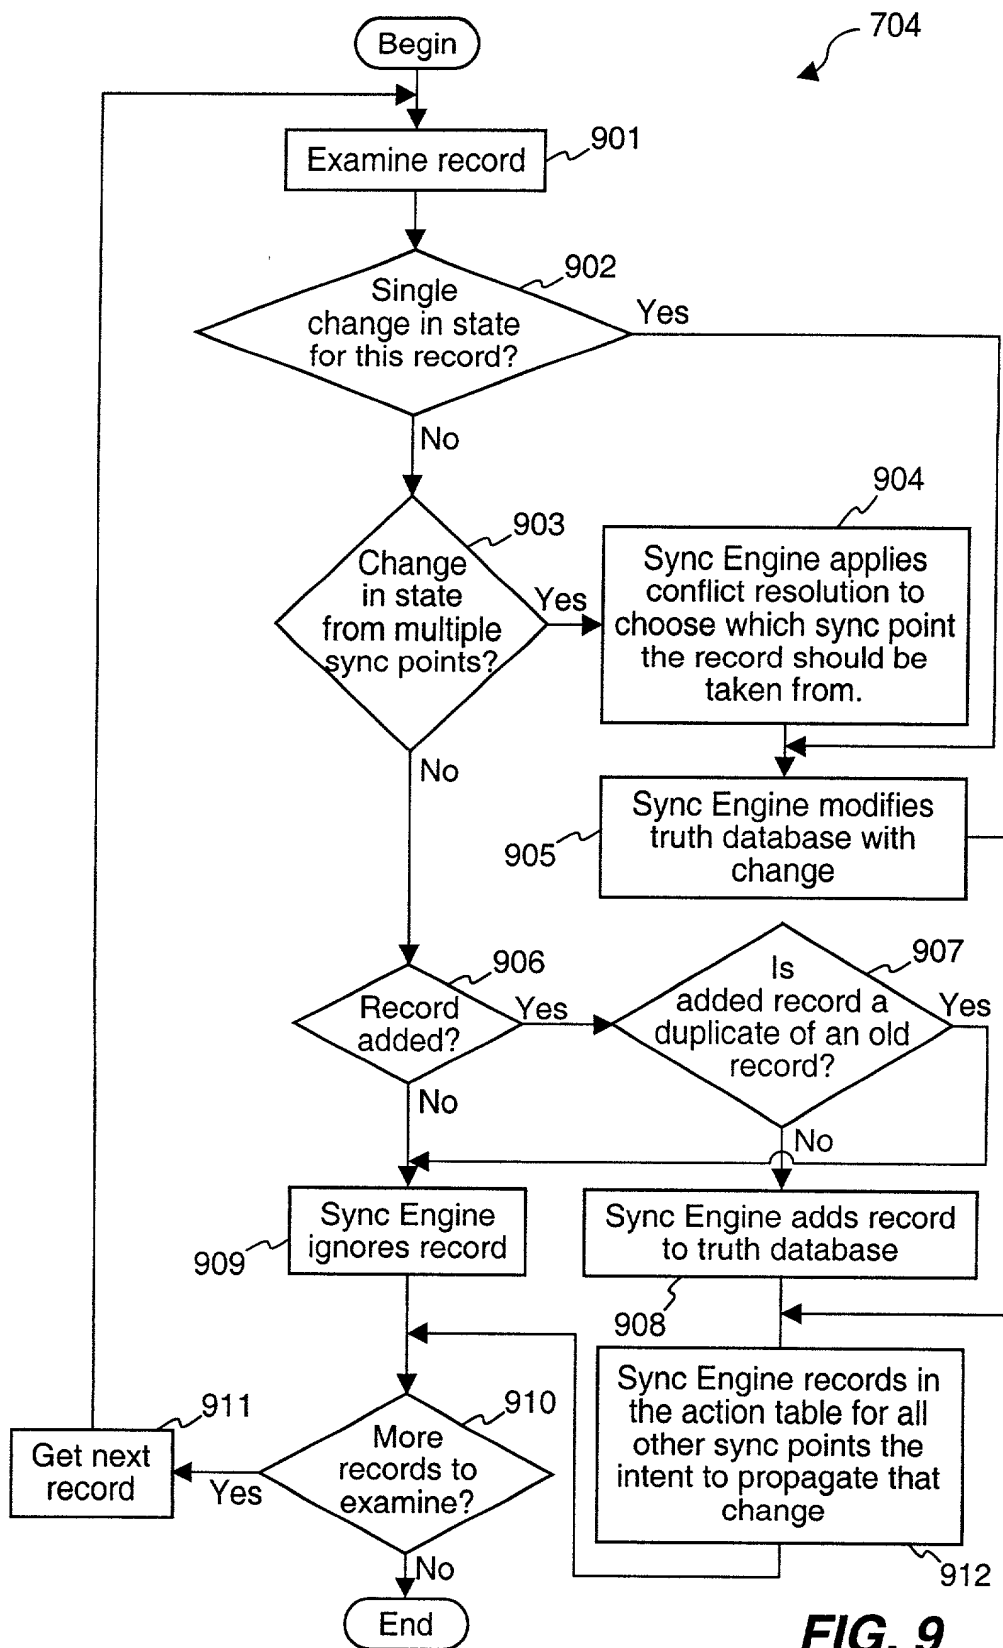 Begin
704
Examine record
901
902
Single
change in state
for this record?
Yes
No
903
Change
in state
from multiple
sync points?
Yes
No
904
Sync Engine applies
conflict resolution to
choose which sync point
the record should be
taken from.
Sync Engine modifies
truth database with
change
905
906
Record
added?
Yes
No
907
Is
added record a
duplicate of an old
record?
Yes
No
Sync Engine
ignores record
909
Sync Engine adds record
to truth database
908
Sync Engine records in
the action table for all
other sync points the
intent to propagate that
change
912
910
More
records to
examine?
Yes
No
911
Get next
record
End
FIG. 9